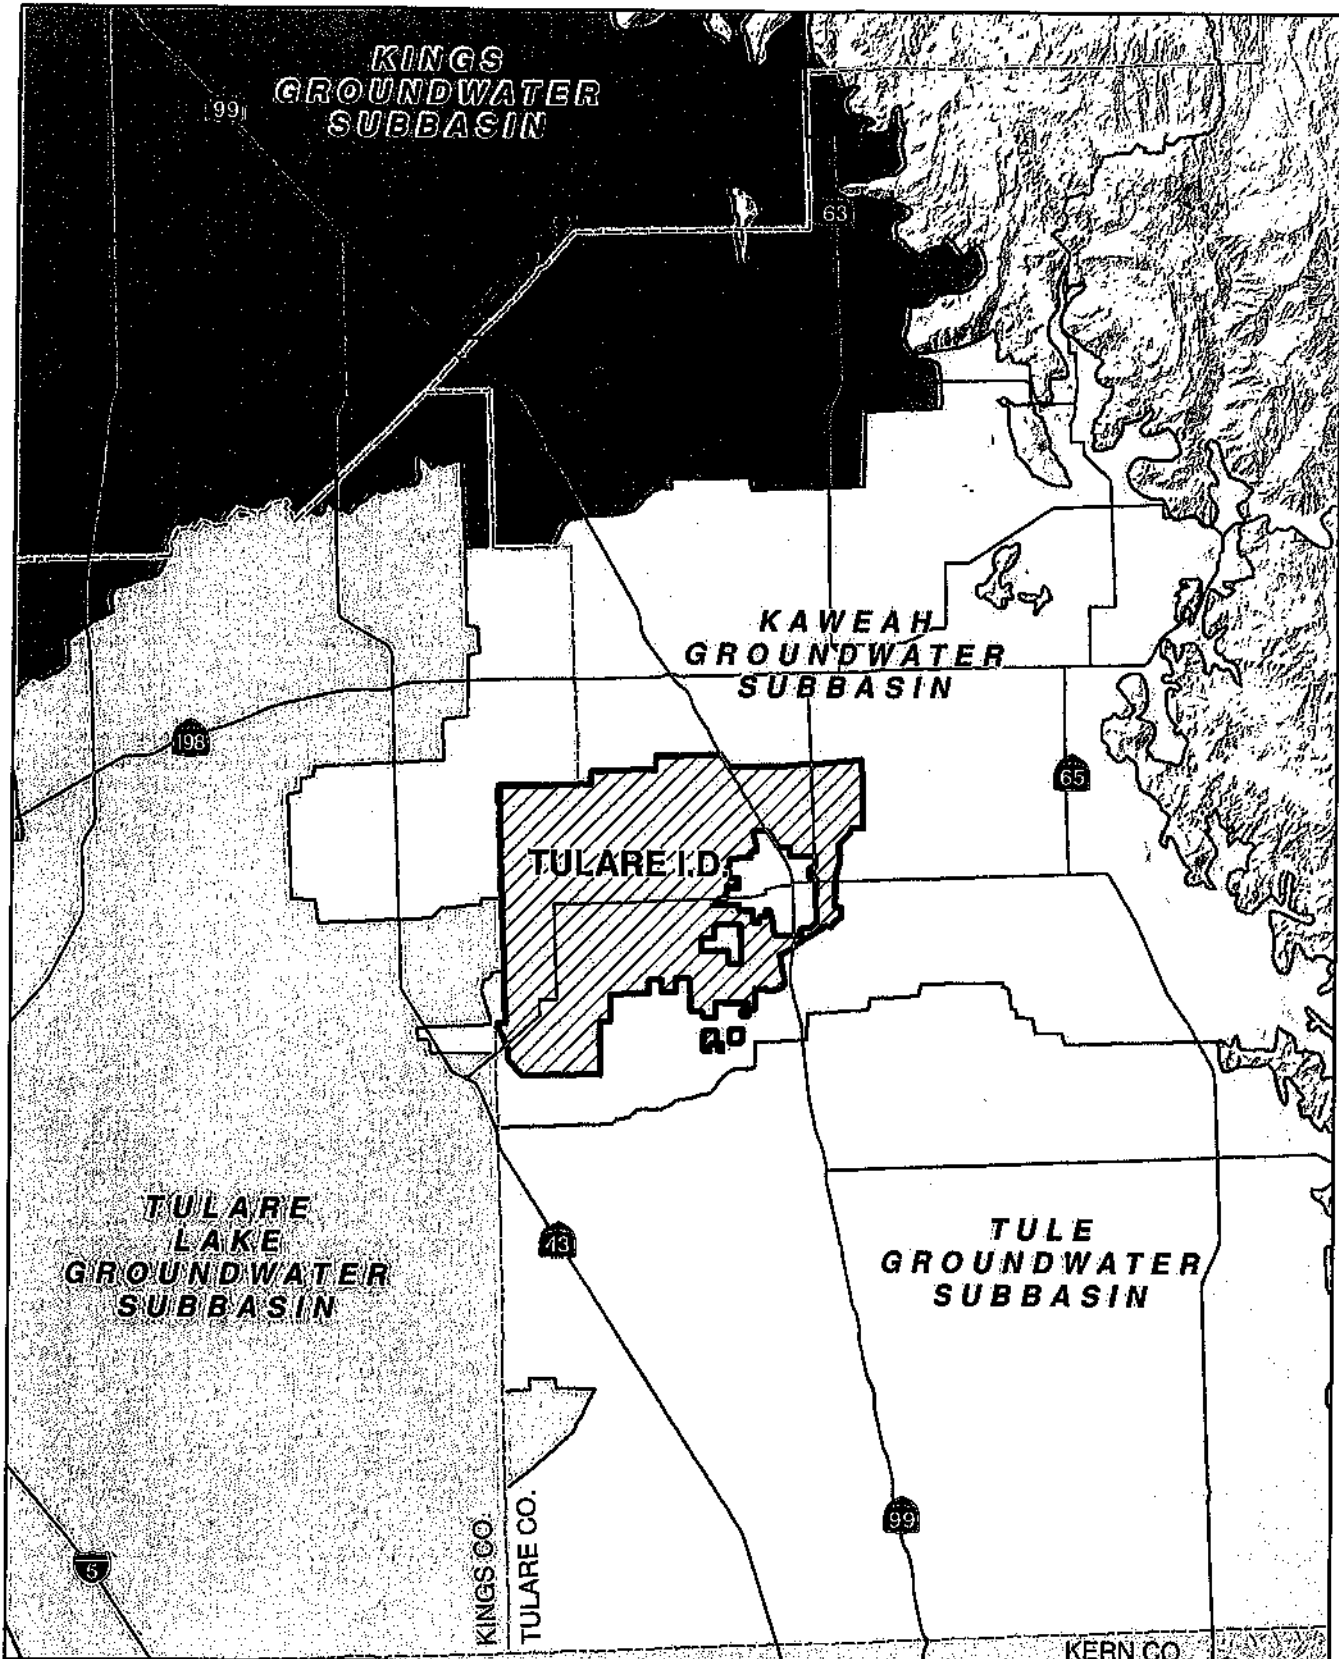 KINGS
GROUNDWATER
SUBBASIN
99
63
KAWEAH
GROUNDWATER
SUBBASIN
198
65
TULARE I.D.
TULARE
LAKE
GROUNDWATER
SUBBASIN
43
TULE
GROUNDWATER
SUBBASIN
99
5
KINGS CO.
TULARE CO.
KERN CO.